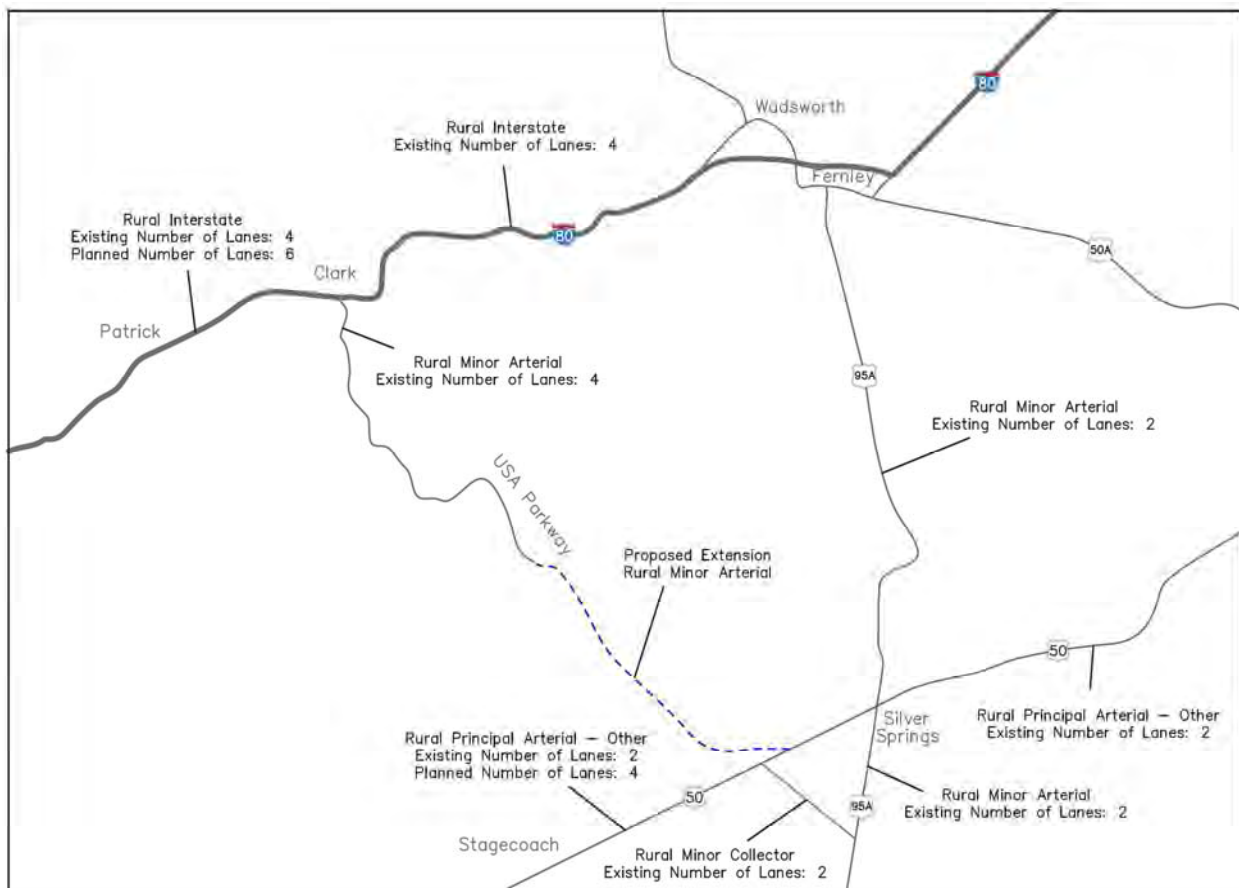 80
Wadsworth
Rural Interstate
Existing Number of Lanes: 4
Fernley
Rural Interstate
Existing Number of Lanes: 4
Planned Number of Lanes: 6
80
50A
Clark
Patrick
Rural Minor Arterial
Existing Number of Lanes: 4
95A
Rural Minor Arterial
Existing Number of Lanes: 2
USA Parkway
Proposed Extension
Rural Minor Arterial
50
Silver
Springs
Rural Principal Arterial – Other
Existing Number of Lanes: 2
Rural Principal Arterial – Other
Existing Number of Lanes: 2
Planned Number of Lanes: 4
50
95A
Rural Minor Arterial
Existing Number of Lanes: 2
Stagecoach
Rural Minor Collector
Existing Number of Lanes: 2